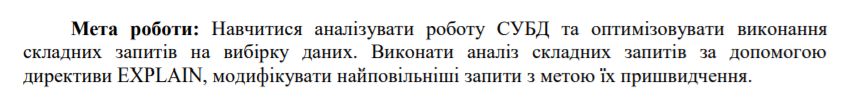 Мета роботи: Навчитися аналізувати роботу СУБД та оптимізовувати виконання
складних запитів на вибірку даних. Виконати аналіз складних запитів за допомогою
директиви EXPLAIN, модифікувати найповільніші запити з метою їх пришвидчення.